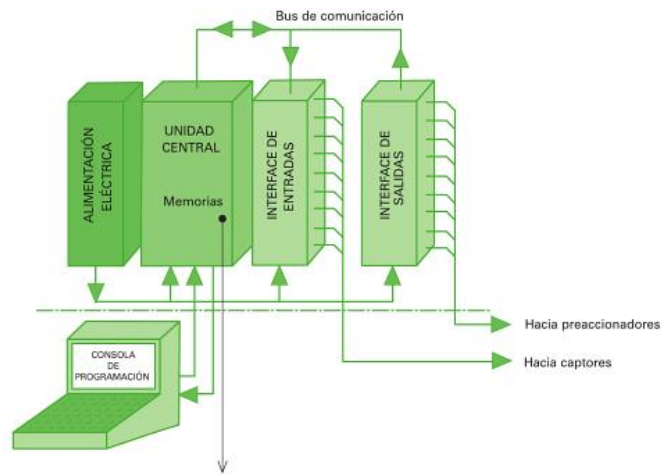 Bus de comunicación
ALIMENTACIÓN
ELÉCTRICA
UNIDAD
CENTRAL
Memorias
INTERFACE DE
ENTRADAS
INTERFACE DE
SALIDAS
Hacia preaccionadores
Hacia captores
CONSOLA
DE
PROGRAMACIÓN